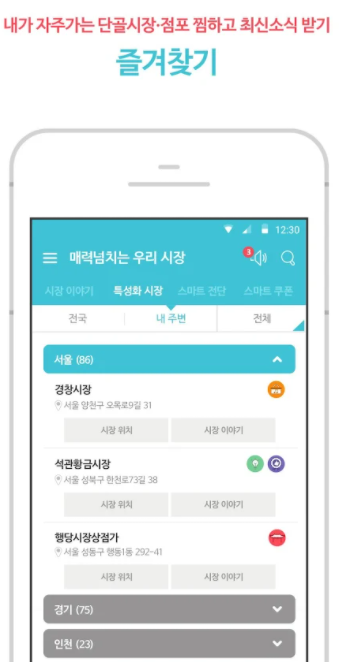 내가 자주가는 단골시장·점포 찜하고 최신소식 받기
즐겨찾기
12:30
매력넘치는 우리 시장
3
시장 이야기 특성화 시장 스마트 전단 스마트 쿠폰
전국 내 주변 전체
서울 (86)
경창시장
서울 양천구 오목로9길 31
시장 위치 시장 이야기
석관황금시장
서울 성북구 한천로73길 38
시장 위치 시장 이야기
행당시장상점가
서울 성동구 행동1동 292-41
시장 위치 시장 이야기
경기 (75)
인천 (23)